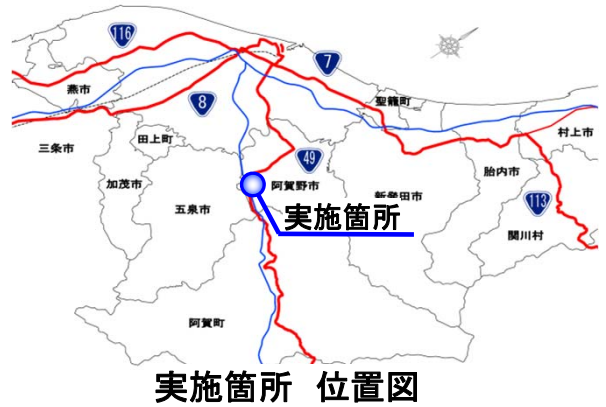 116
7
燕市
8
聖籠町
三条市
田上町
村上市
49
加茂市
阿賀野市
新発田市
胎内市
113
五泉市
実施箇所
関川村
阿賀町
実施箇所 位置図